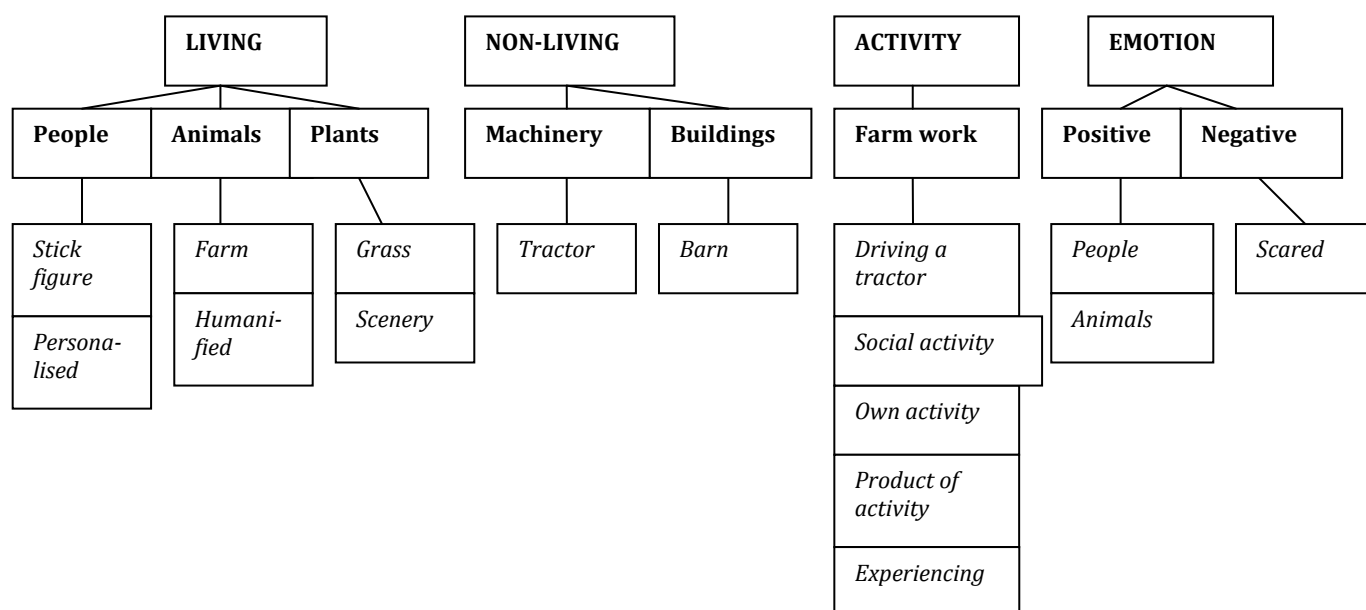 LIVING
NON-LIVING
ACTIVITY
EMOTION
People
Animals
Plants
Machinery
Buildings
Farm work
Positive
Negative
Stick
figure
Persona-
lised
Farm
Humani-
fied
Grass
Scenery
Tractor
Barn
Driving a
tractor
Social activity
Own activity
Product of
activity
Experiencing
People
Animals
Scared